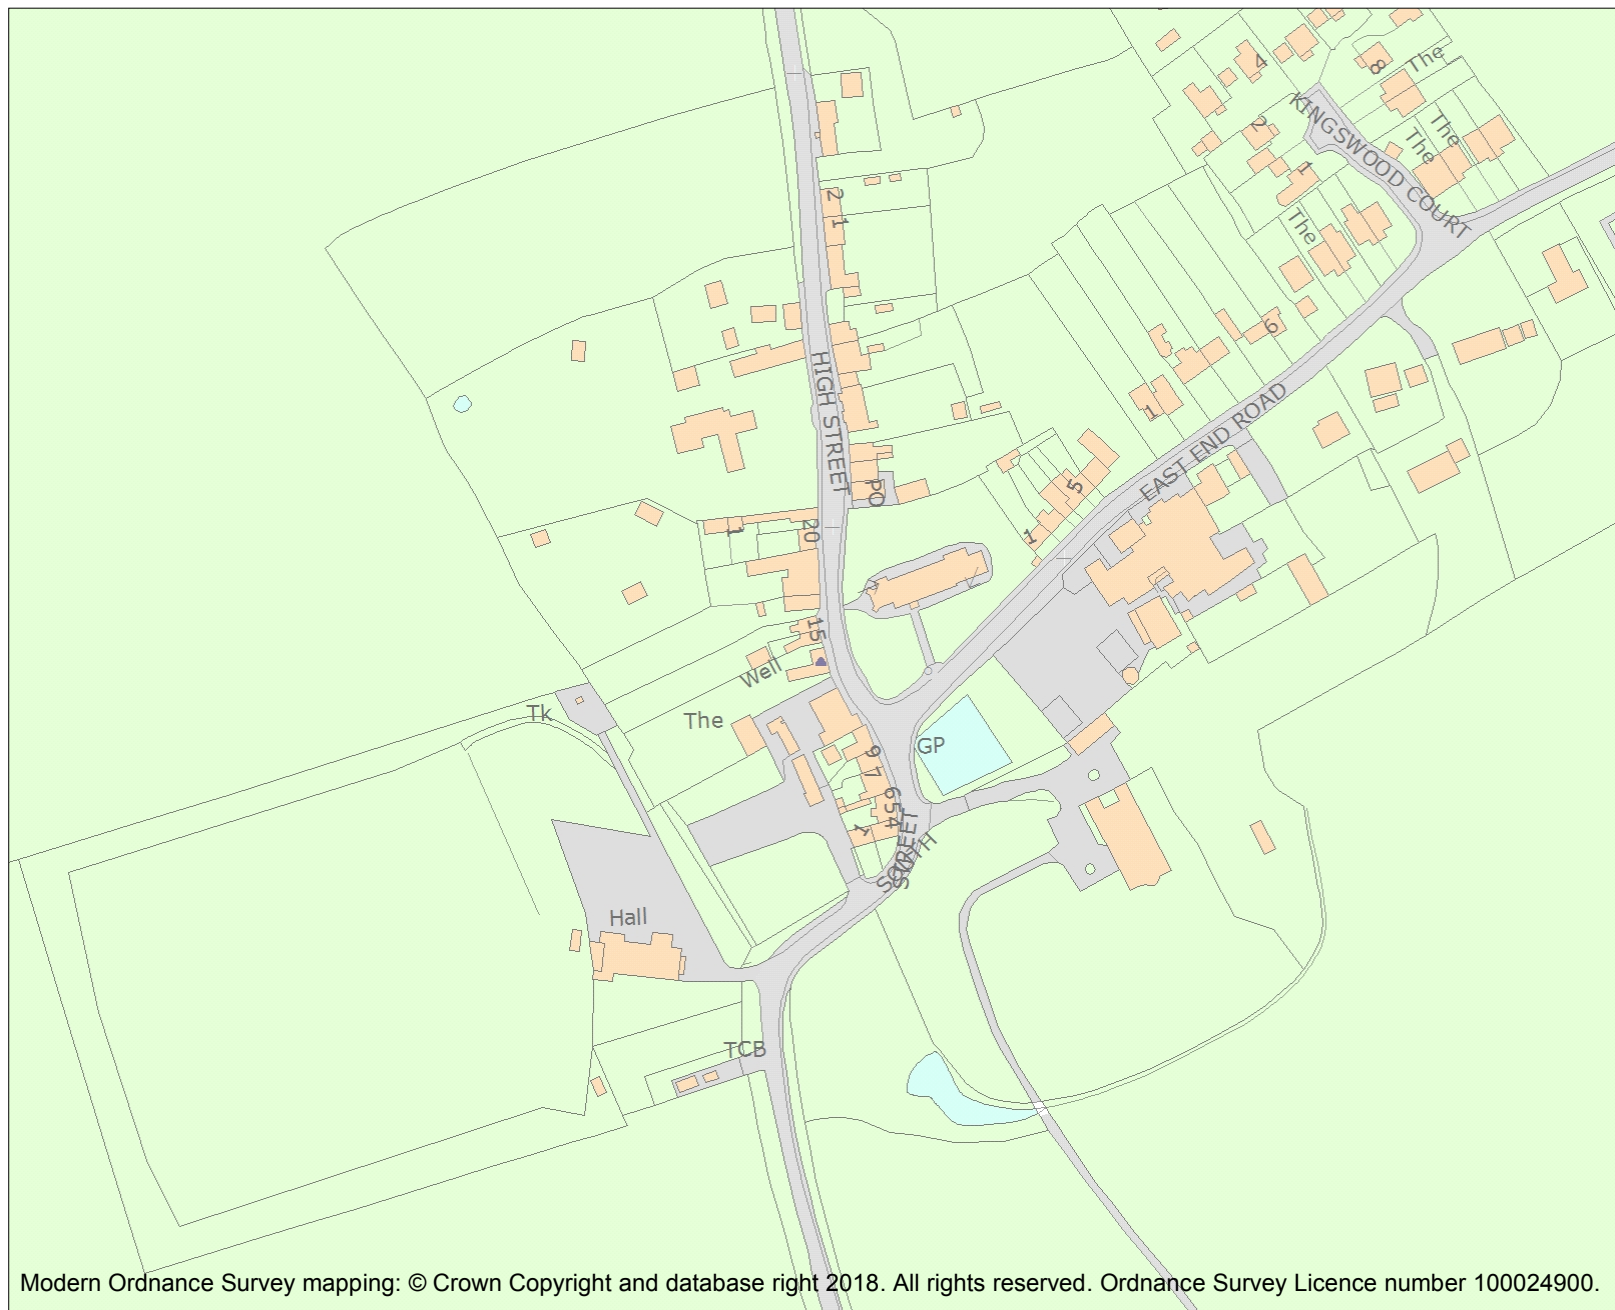 4
8
The
KINGSWOOD COURT
2
The
The
1
2
1
The
6
HIGH STREET
1
EAST END ROAD
PO
5
1
20
1
15
Well
The
Tk
GP
9
7
6
5
4
1
SOUTH
STREET
Hall
TCB
Modern Ordnance Survey mapping: © Crown Copyright and database right 2018. All rights reserved. Ordnance Survey Licence number 100024900.